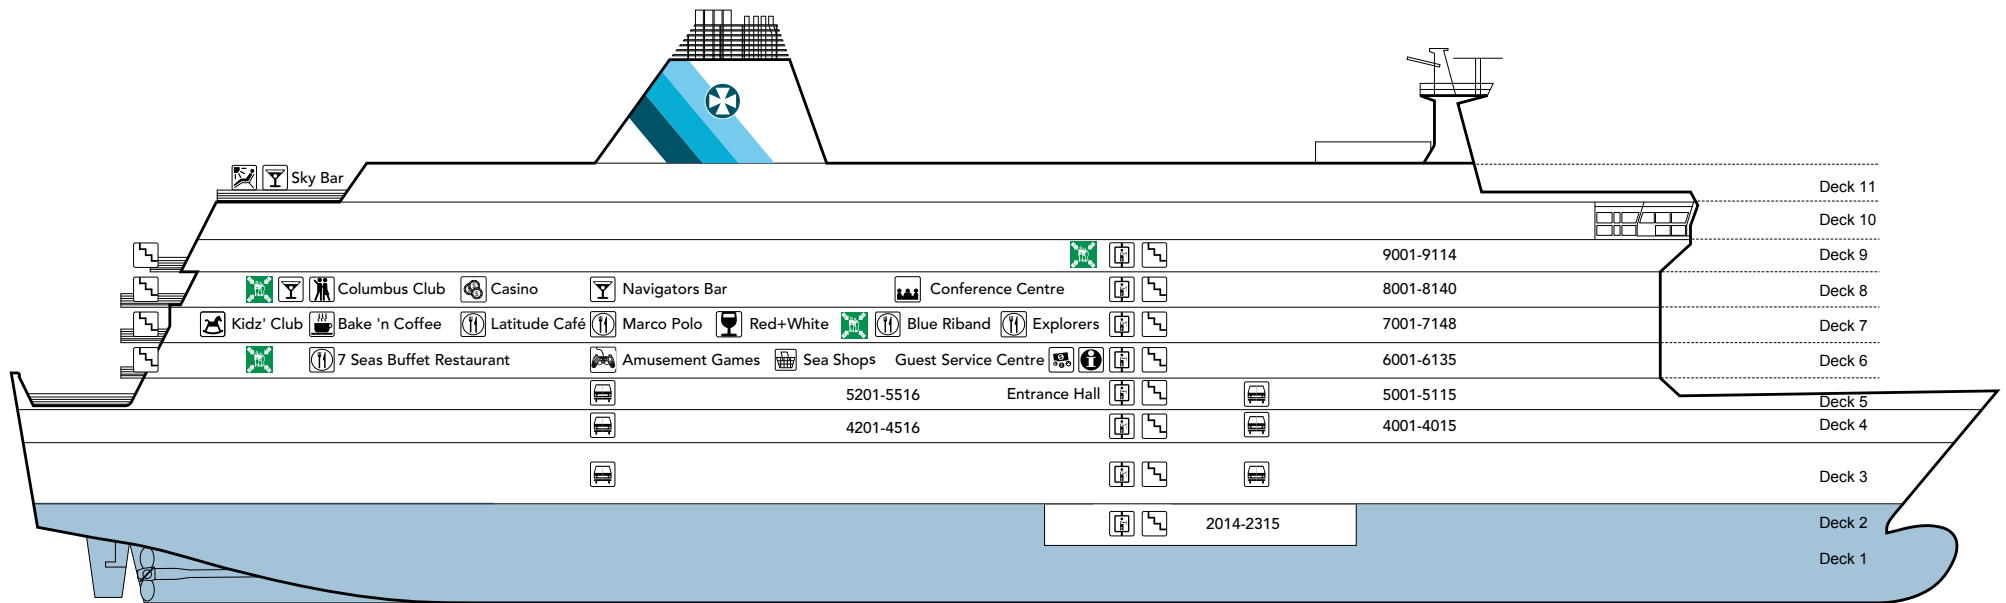 Sky Bar
Deck 11
Deck 10
9001-9114
Deck 9
Columbus Club Casino Navigators Bar Conference Centre 8001-8140
Deck 8
Kidz' Club Bake 'n Coffee Latitude Café Marco Polo Red+White Blue Riband Explorers 7001-7148
Deck 7
7 Seas Buffet Restaurant Amusement Games Sea Shops Guest Service Centre 6001-6135
Deck 6
5201-5516 Entrance Hall 5001-5115
Deck 5
4201-4516 4001-4015
Deck 4
Deck 3
2014-2315
Deck 2
Deck 1